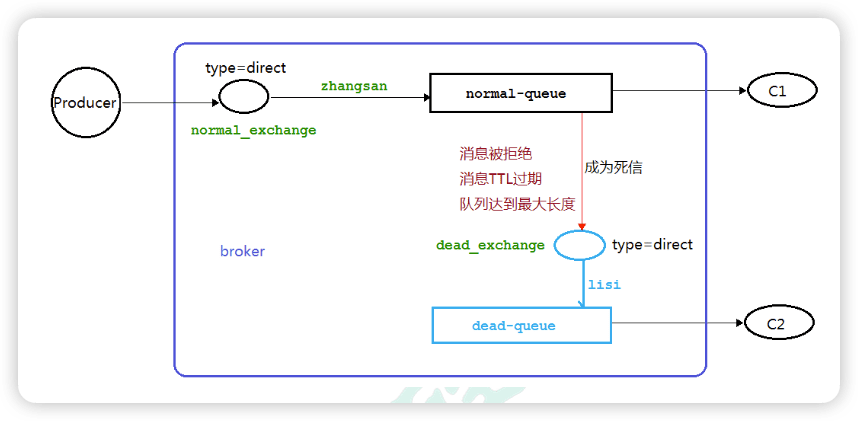 type=direct
zhangsan
Producer
normal-queue
C1
normal_exchange
消息被拒绝
消息TTL过期
成为死信
队列达到最大长度
broker
dead_exchange
type=direct
lisi
dead-queue
C2